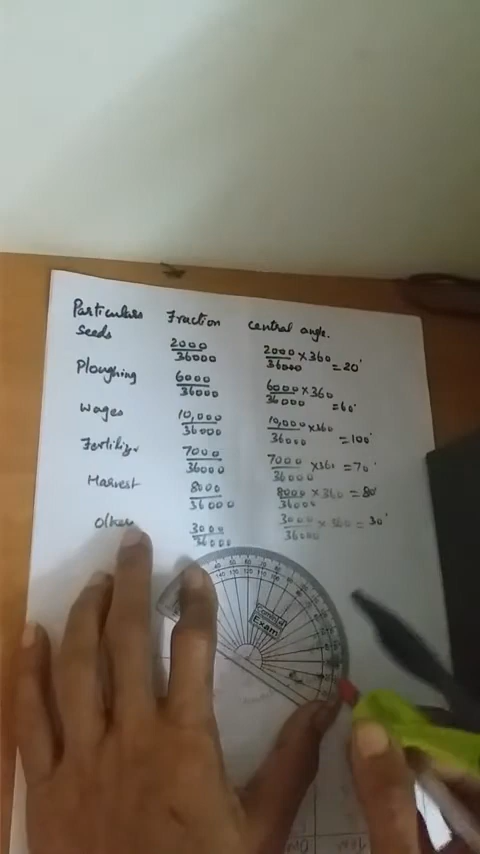 Particulars Fraction central angle.
Seeds 2000/36000 2000/36000 ×360 = 20°
Ploughing 6000/36000 6000/36000 ×360 = 60°
Wages 10,000/36000 10,000/36000 ×360 = 100°
Fertilizer 7000/36000 7000/36000 ×360 = 70°
Harvest 8000/36000 8000/36000 ×360 = 80°
Others 3000/36000 3000/36000 ×360 = 30°
Exam